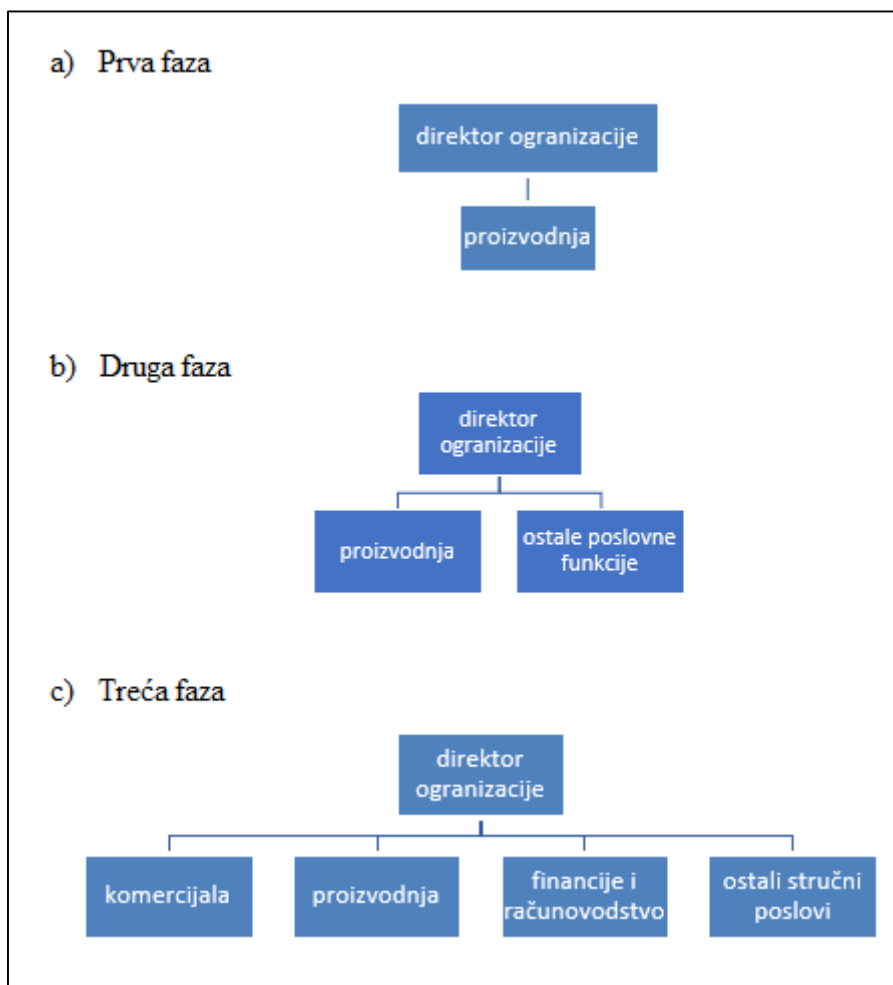 a) Prva faza
direktor ogranizacije
proizvodnja
b) Druga faza
direktor
ogranizacije
proizvodnja
ostale poslovne
funkcije
c) Treća faza
direktor
ogranizacije
komercijala
proizvodnja
financije i
računovodstvo
ostali stručni
poslovi